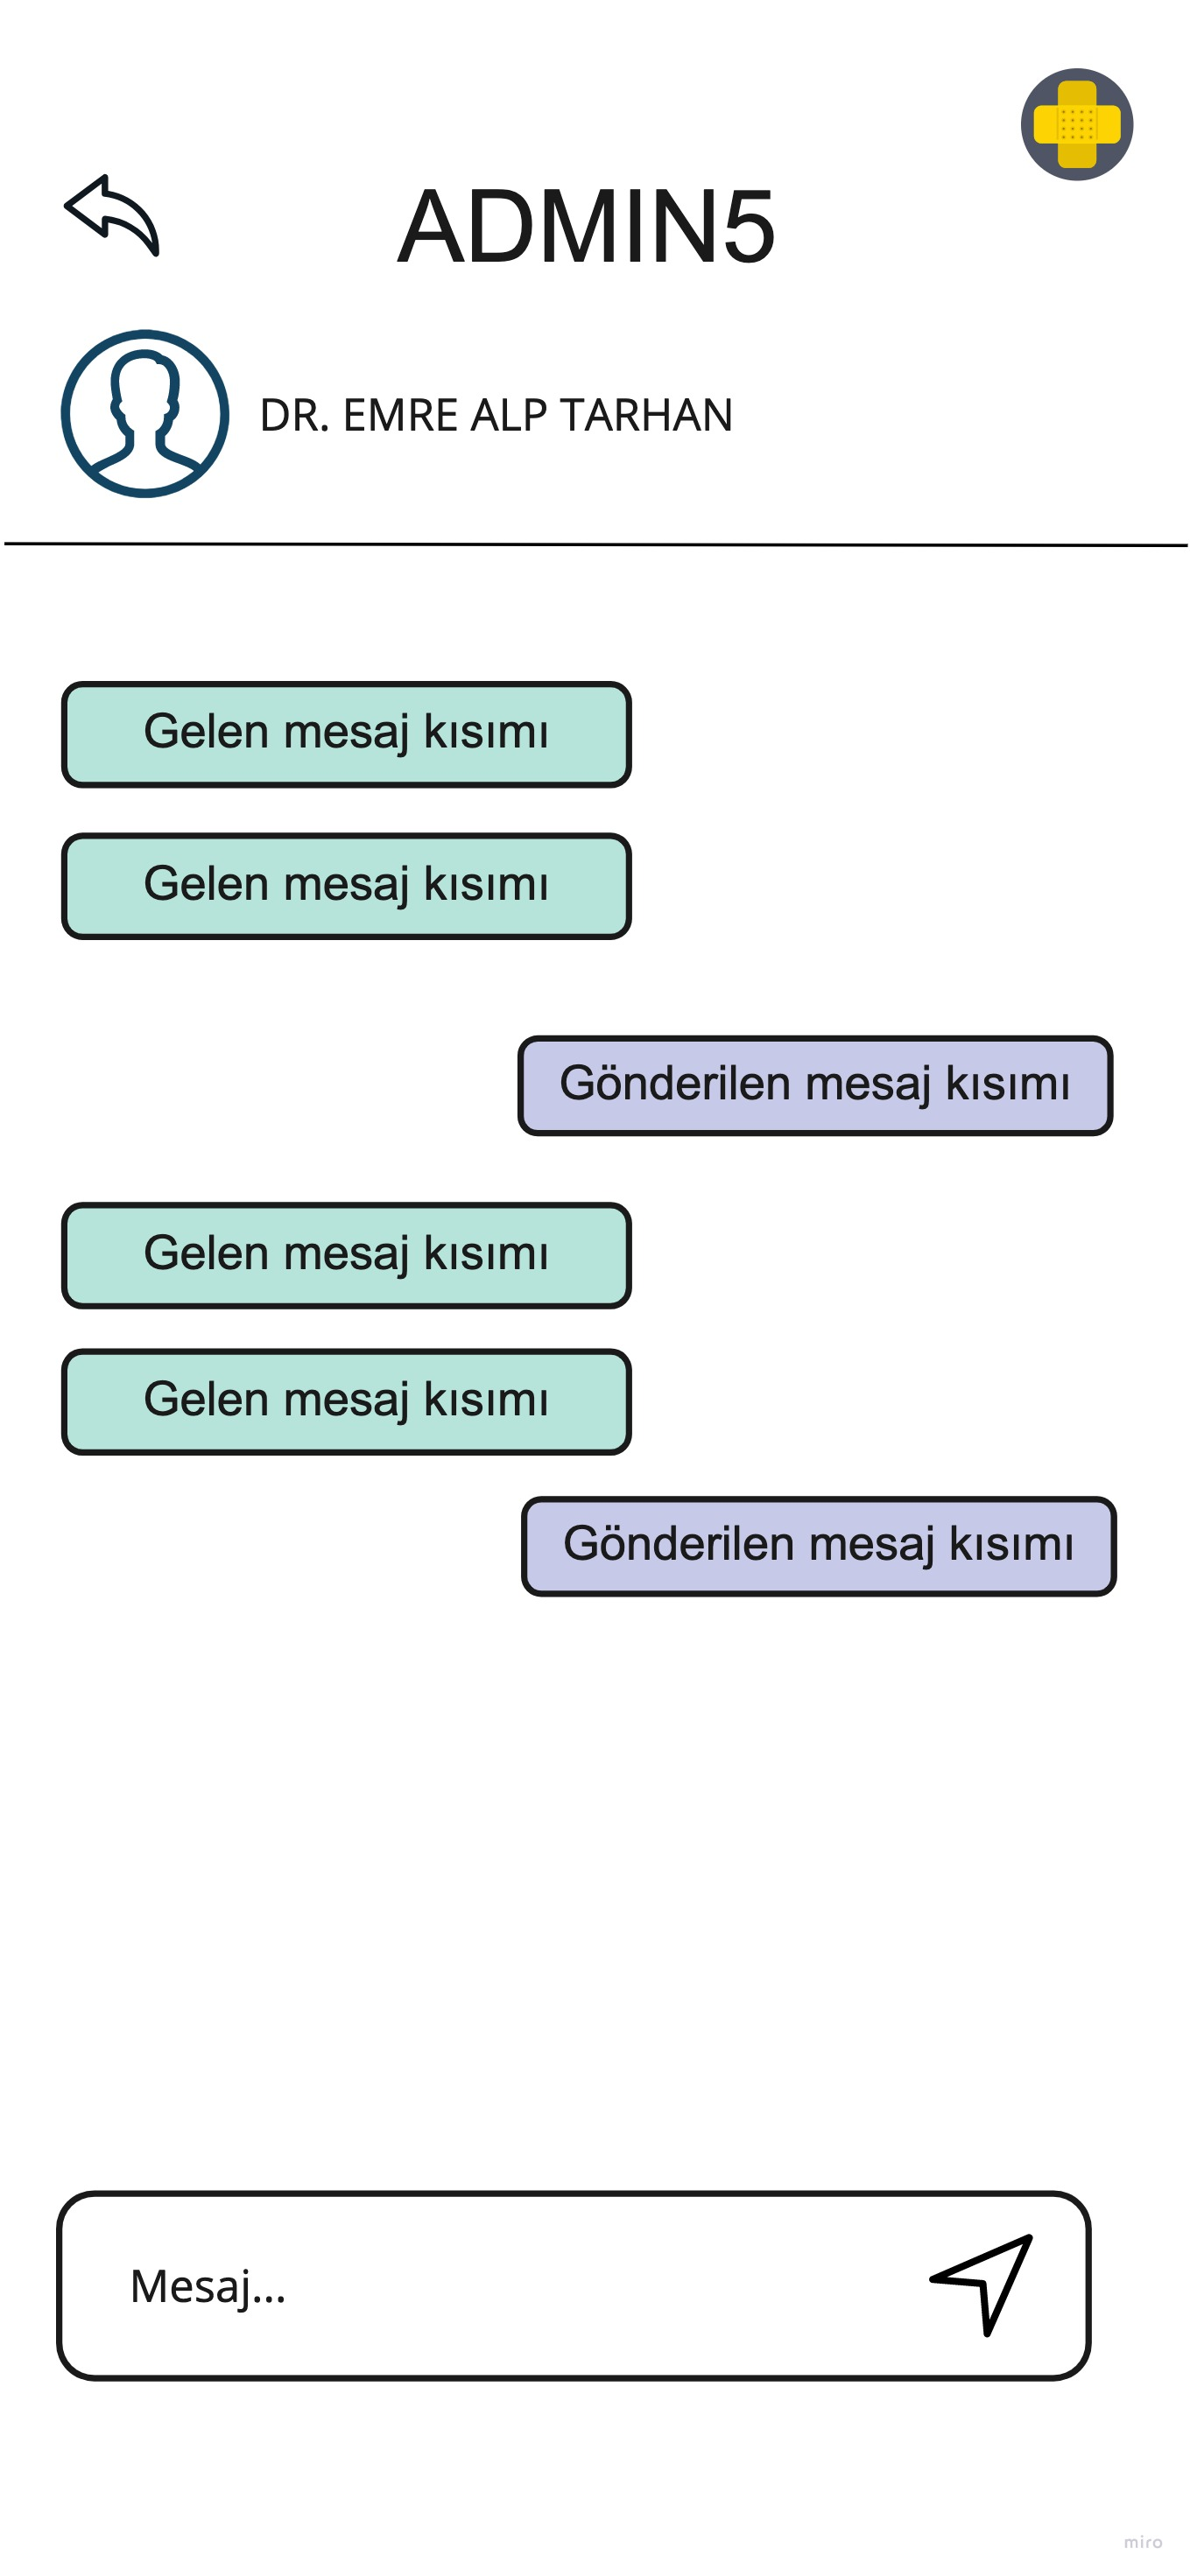 ADMIN5
DR. EMRE ALP TARHAN
Gelen mesaj kısımı
Gelen mesaj kısımı
Gönderilen mesaj kısımı
Gelen mesaj kısımı
Gelen mesaj kısımı
Gönderilen mesaj kısımı
Mesaj...
miro